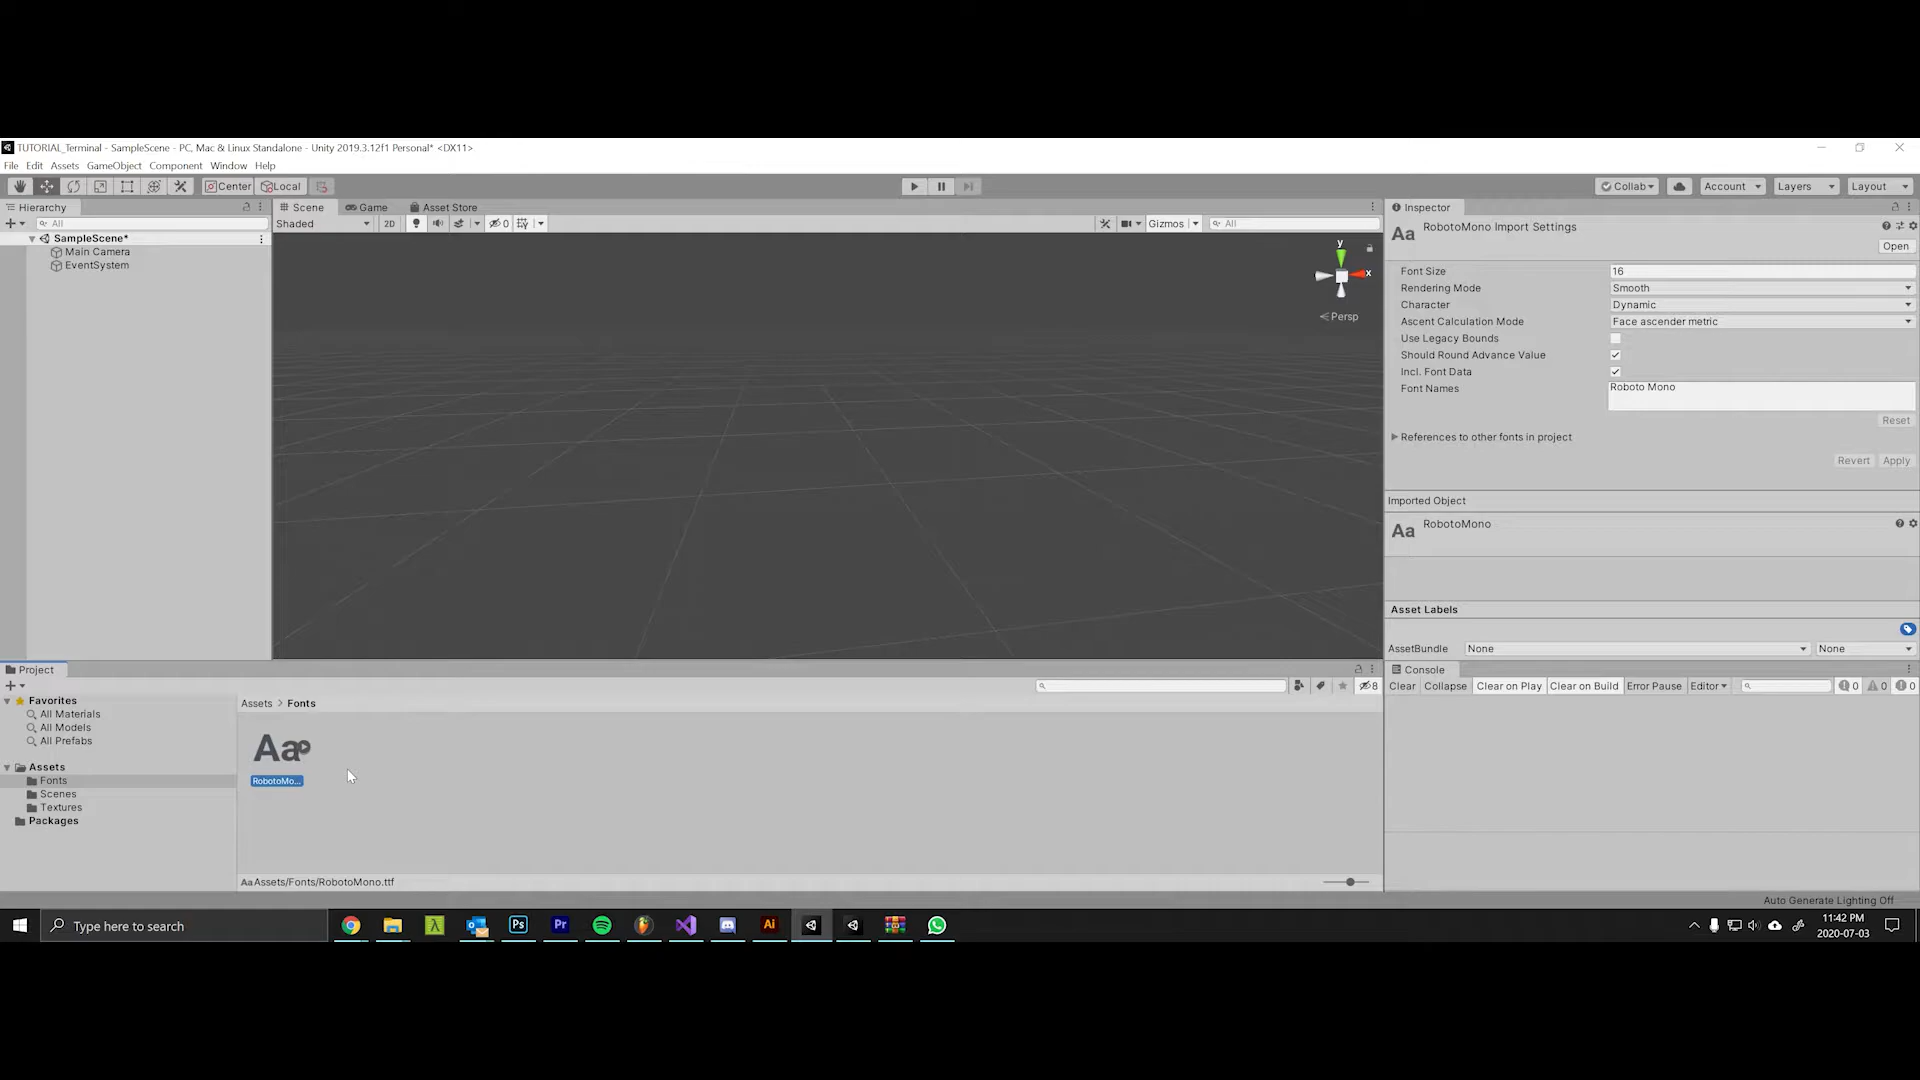 TUTORIAL_Terminal - SampleScene - PC, Mac & Linux Standalone - Unity 2019.3.12f1 Personal* <DX11>
File Edit Assets GameObject Component Window Help
Center Local
Collab Account Layers Layout
Hierarchy
All
SampleScene*
Main Camera
EventSystem
Scene Game Asset Store
Shaded 2D 0 Gizmos All
y
x
Persp
Inspector
Aa RobotoMono Import Settings
Open
Font Size 16
Rendering Mode Smooth
Character Dynamic
Ascent Calculation Mode Face ascender metric
Use Legacy Bounds
Should Round Advance Value
Incl. Font Data
Font Names Roboto Mono
Reset
References to other fonts in project
Revert Apply
Imported Object
Aa RobotoMono
Asset Labels
AssetBundle None None
Project
8
Favorites
All Materials
All Models
All Prefabs
Assets
Fonts
Scenes
Textures
Packages
Assets > Fonts
Aa
RobotoMo...
Aa Assets/Fonts/RobotoMono.ttf
Console
Clear Collapse Clear on Play Clear on Build Error Pause Editor 0 0 0
Auto Generate Lighting Off
Type here to search
Ps Pr Ai
11:42 PM
2020-07-03